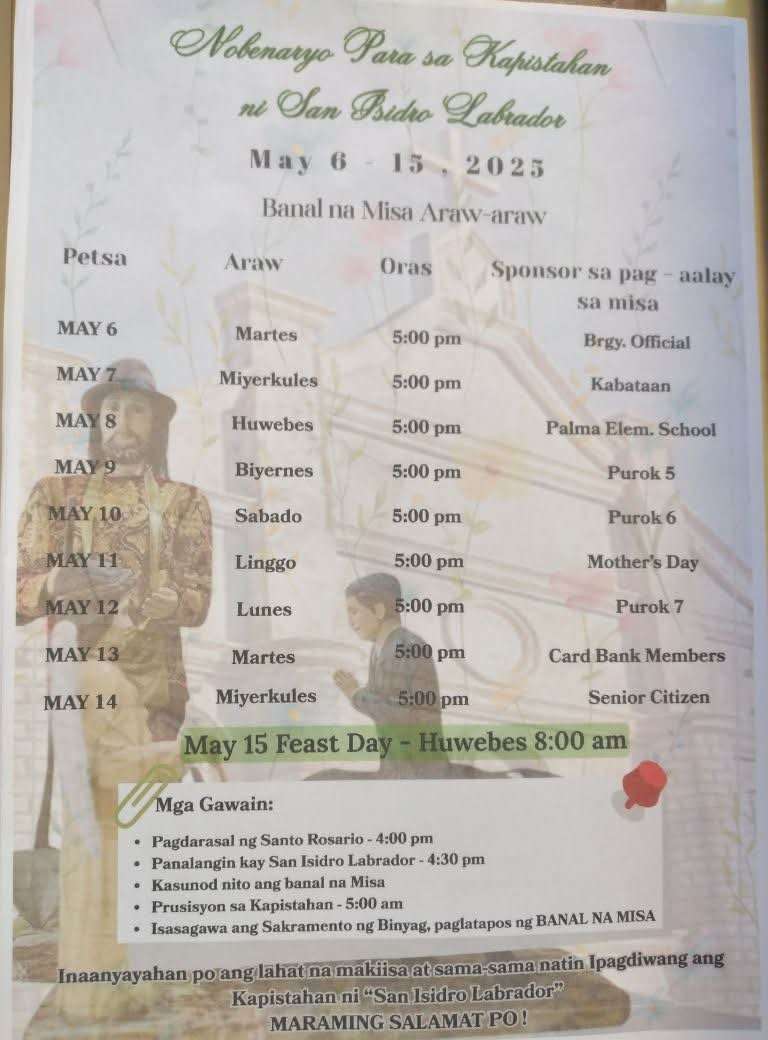 Nobenaryo Para sa Kapistahan
ni San Isidro Labrador
May 6 - 15, 2025
Banal na Misa Araw-araw
Petsa Araw Oras Sponsor sa pag - aalay
sa misa
MAY 6 Martes 5:00 pm Brgy. Official
MAY 7 Miyerkules 5:00 pm Kabataan
MAY 8 Huwebes 5:00 pm Palma Elem. School
MAY 9 Biyernes 5:00 pm Purok 5
MAY 10 Sabado 5:00 pm Purok 6
MAY 11 Linggo 5:00 pm Mother's Day
MAY 12 Lunes 5:00 pm Purok 7
MAY 13 Martes 5:00 pm Card Bank Members
MAY 14 Miyerkules 5:00 pm Senior Citizen
May 15 Feast Day - Huwebes 8:00 am
Mga Gawain:
• Pagdarasal ng Santo Rosario - 4:00 pm
• Panalangin kay San Isidro Labrador - 4:30 pm
• Kasunod nito ang banal na Misa
• Prusisyon sa Kapistahan - 5:00 am
• Isasagawa ang Sakramento ng Binyag, paglatapos ng BANAL NA MISA
Inaanyayahan po ang lahat na makiisa at sama-sama natin Ipagdiwang ang
Kapistahan ni "San Isidro Labrador"
MARAMING SALAMAT PO !